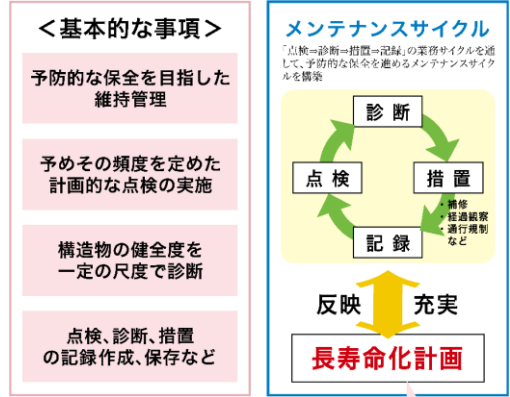 ＜基本的な事項＞
予防的な保全を目指した
維持管理
予めその頻度を定めた
計画的な点検の実施
構造物の健全度を
一定の尺度で診断
点検、診断、措置
の記録作成、保存など
メンテナンスサイクル
「点検⇒診断⇒措置⇒記録」の業務サイクルを通
して、予防的な保全を進めるメンテナンスサイク
ルを構築
診 断
点 検
措 置
・補修
・経過観察
・通行規制
など
記 録
反映
充実
長寿命化計画